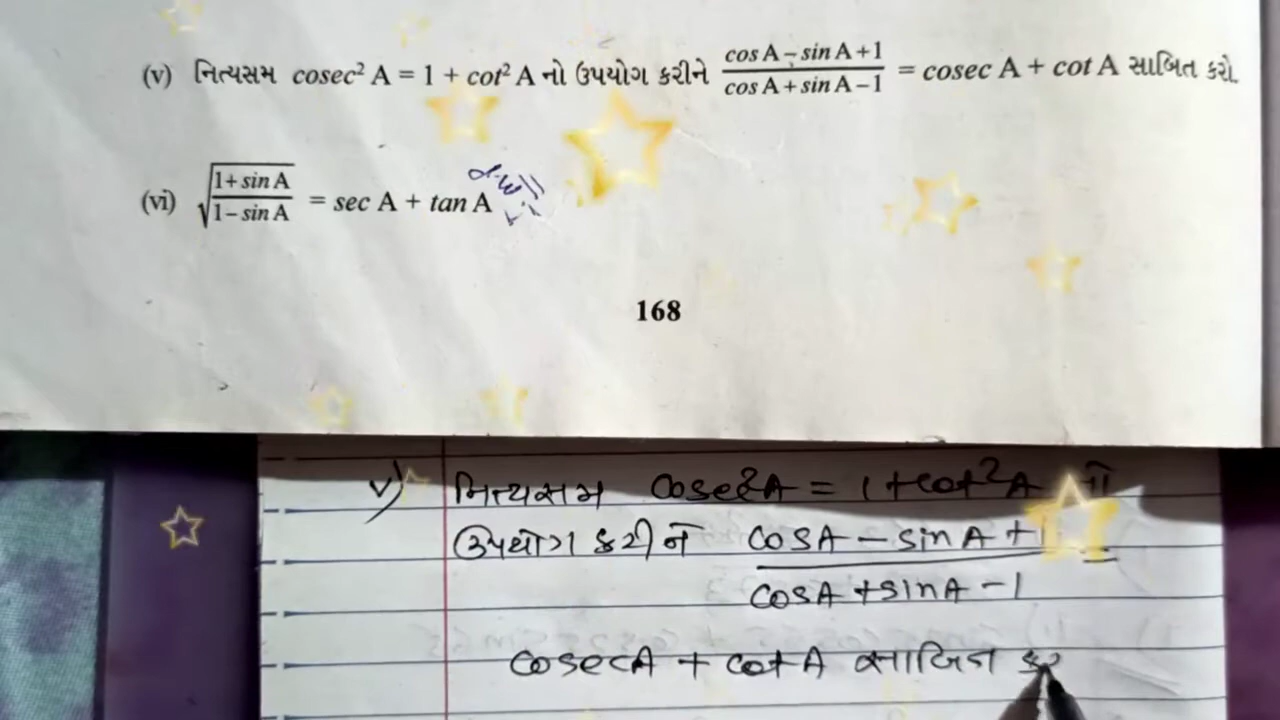 (v) નિત્યસમ cosec² A = 1 + cot² A નો ઉપયોગ કરીને (cos A – sin A + 1)/(cos A + sin A – 1) = cosec A + cot A સાબિત કરો.
(vi) √((1 + sin A)/(1 – sin A)) = sec A + tan A
168
v) નિત્યસમ cosec²A = 1 + cot²A નો
ઉપયોગ કરીને (cosA – sinA + 1)/(cosA + sinA – 1) =
cosecA + cotA સાબિત કર